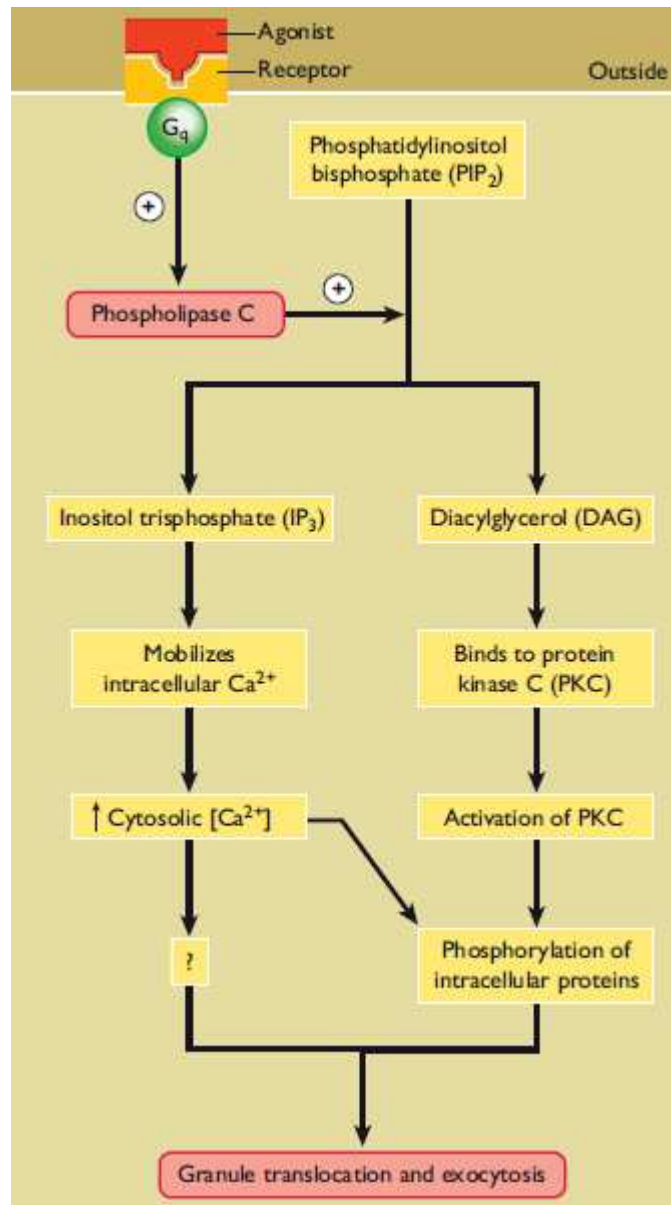 Agonist
Receptor
Outside
G_q
Phosphatidylinositol
bisphosphate (PIP₂)
+
Phospholipase C
+
Inositol trisphosphate (IP₃)
Diacylglycerol (DAG)
Mobilizes
intracellular Ca²⁺
Binds to protein
kinase C (PKC)
↑ Cytosolic [Ca²⁺]
Activation of PKC
?
Phosphorylation of
intracellular proteins
Granule translocation and exocytosis